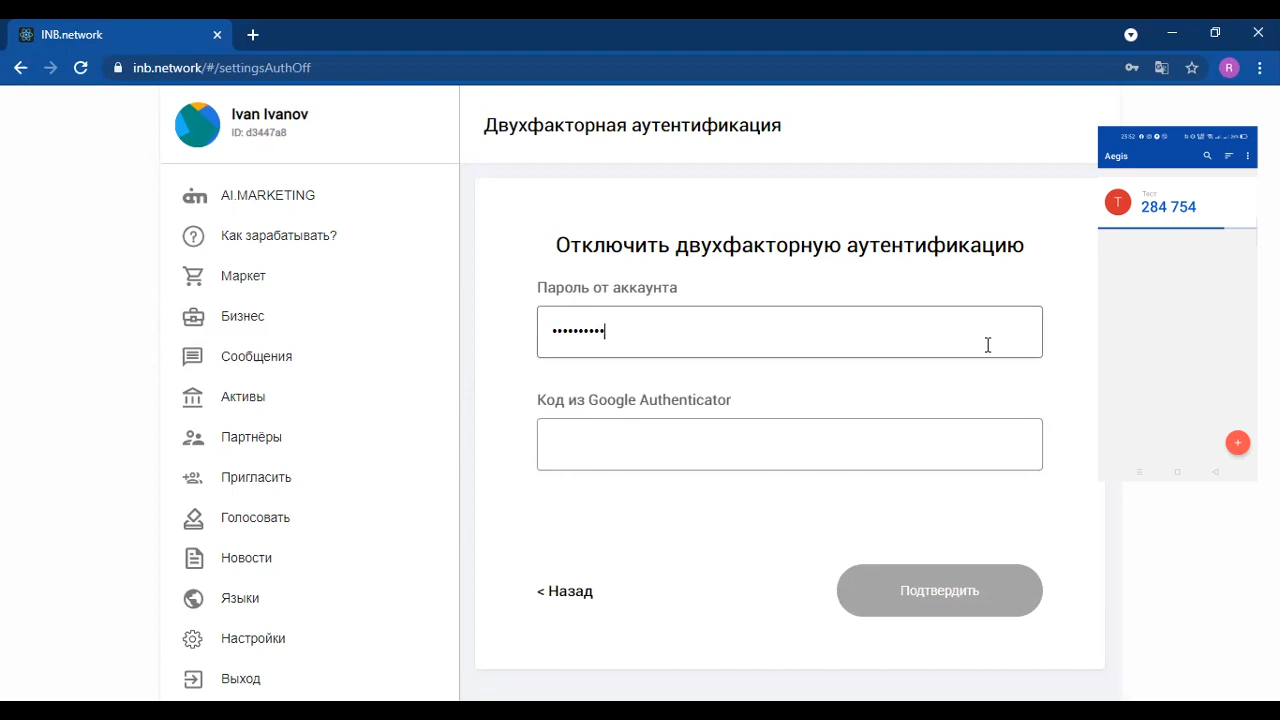 INB.network
inb.network/#/settingsAuthOff
R
Ivan Ivanov
ID: d3447a8
AI.MARKETING
Как зарабатывать?
Маркет
Бизнес
Сообщения
Активы
Партнёры
Пригласить
Голосовать
Новости
Языки
Настройки
Выход
Двухфакторная аутентификация
Отключить двухфакторную аутентификацию
Пароль от аккаунта
••••••••••
Код из Google Authenticator
< Назад
Подтвердить
23:52
Aegis
T
Тест
284 754